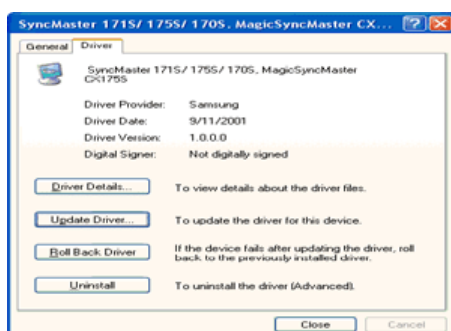 SyncMaster 171S/ 175S/ 170S, MagicSyncMaster CX...
General Driver
SyncMaster 171S/ 175S/ 170S, MagicSyncMaster
CX175S
Driver Provider: Samsung
Driver Date: 9/11/2001
Driver Version: 1.0.0.0
Digital Signer: Not digitally signed
Driver Details... To view details about the driver files.
Update Driver... To update the driver for this device.
Roll Back Driver If the device fails after updating the driver, roll
back to the previously installed driver.
Uninstall To uninstall the driver (Advanced).
Close Cancel